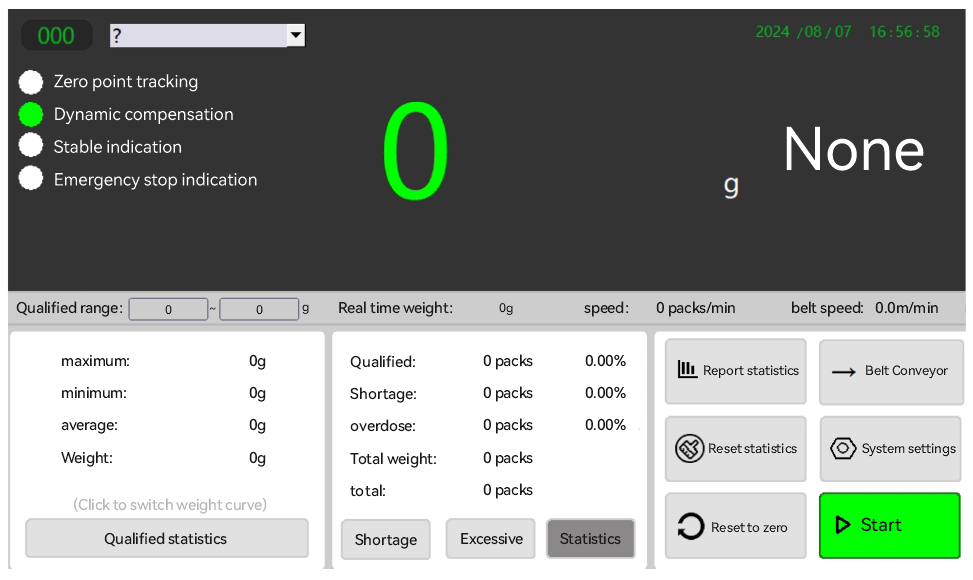 000 ? 2024 /08/07 16:56:58
Zero point tracking
Dynamic compensation
Stable indication
Emergency stop indication
0
g
None
Qualified range: 0 ~ 0 g Real time weight: 0g speed: 0 packs/min belt speed: 0.0m/min
maximum: 0g
minimum: 0g
average: 0g
Weight: 0g
(Click to switch weight curve)
Qualified statistics
Qualified: 0 packs 0.00%
Shortage: 0 packs 0.00%
overdose: 0 packs 0.00%
Total weight: 0 packs
total: 0 packs
Shortage Excessive Statistics
Report statistics Belt Conveyor
Reset statistics System settings
Reset to zero Start